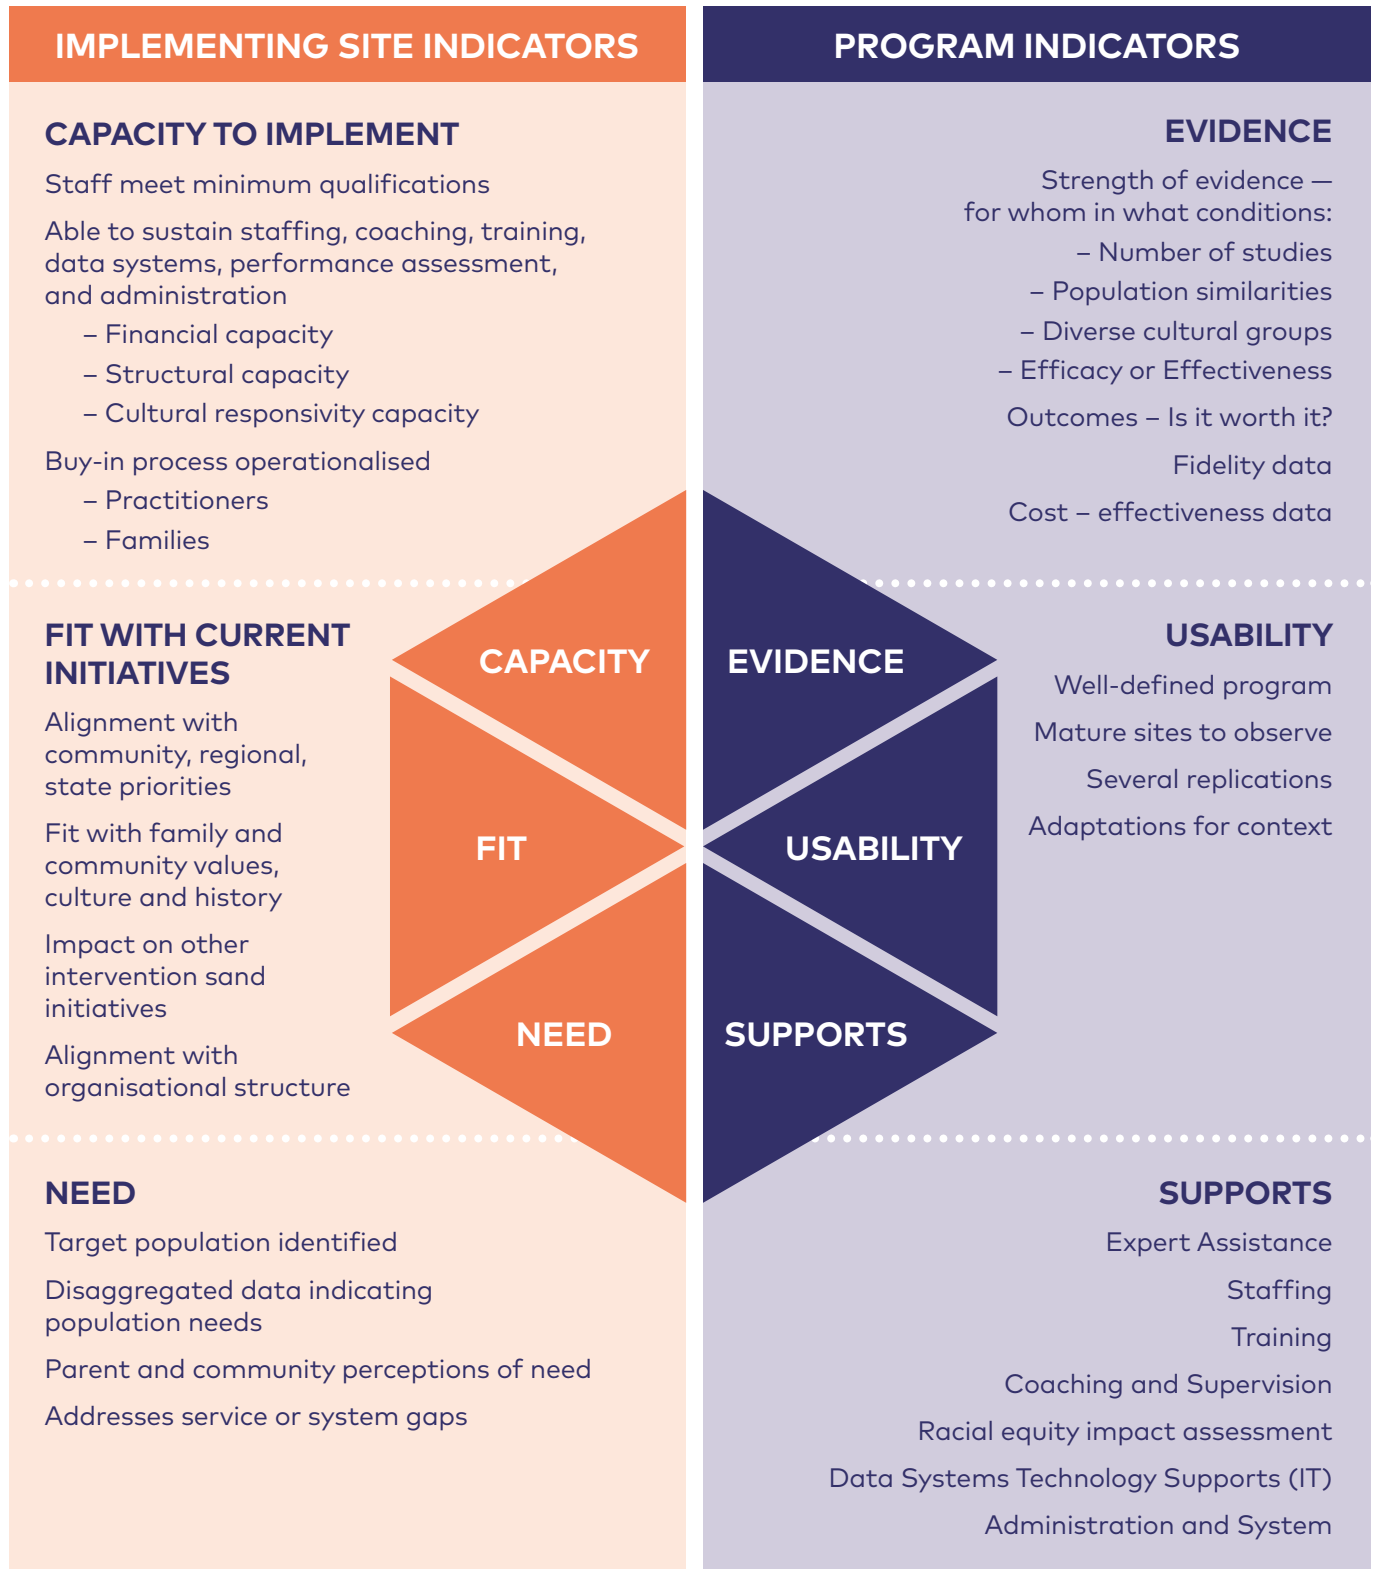 IMPLEMENTING SITE INDICATORS
CAPACITY TO IMPLEMENT
Staff meet minimum qualifications
Able to sustain staffing, coaching, training,
data systems, performance assessment,
and administration
– Financial capacity
– Structural capacity
– Cultural responsivity capacity
Buy-in process operationalised
– Practitioners
– Families
FIT WITH CURRENT
INITIATIVES
Alignment with
community, regional,
state priorities
Fit with family and
community values,
culture and history
Impact on other
intervention sand
initiatives
Alignment with
organisational structure
NEED
Target population identified
Disaggregated data indicating
population needs
Parent and community perceptions of need
Addresses service or system gaps
CAPACITY
FIT
NEED
PROGRAM INDICATORS
EVIDENCE
Strength of evidence —
for whom in what conditions:
– Number of studies
– Population similarities
– Diverse cultural groups
– Efficacy or Effectiveness
Outcomes – Is it worth it?
Fidelity data
Cost – effectiveness data
EVIDENCE
USABILITY
SUPPORTS
USABILITY
Well-defined program
Mature sites to observe
Several replications
Adaptations for context
SUPPORTS
Expert Assistance
Staffing
Training
Coaching and Supervision
Racial equity impact assessment
Data Systems Technology Supports (IT)
Administration and System